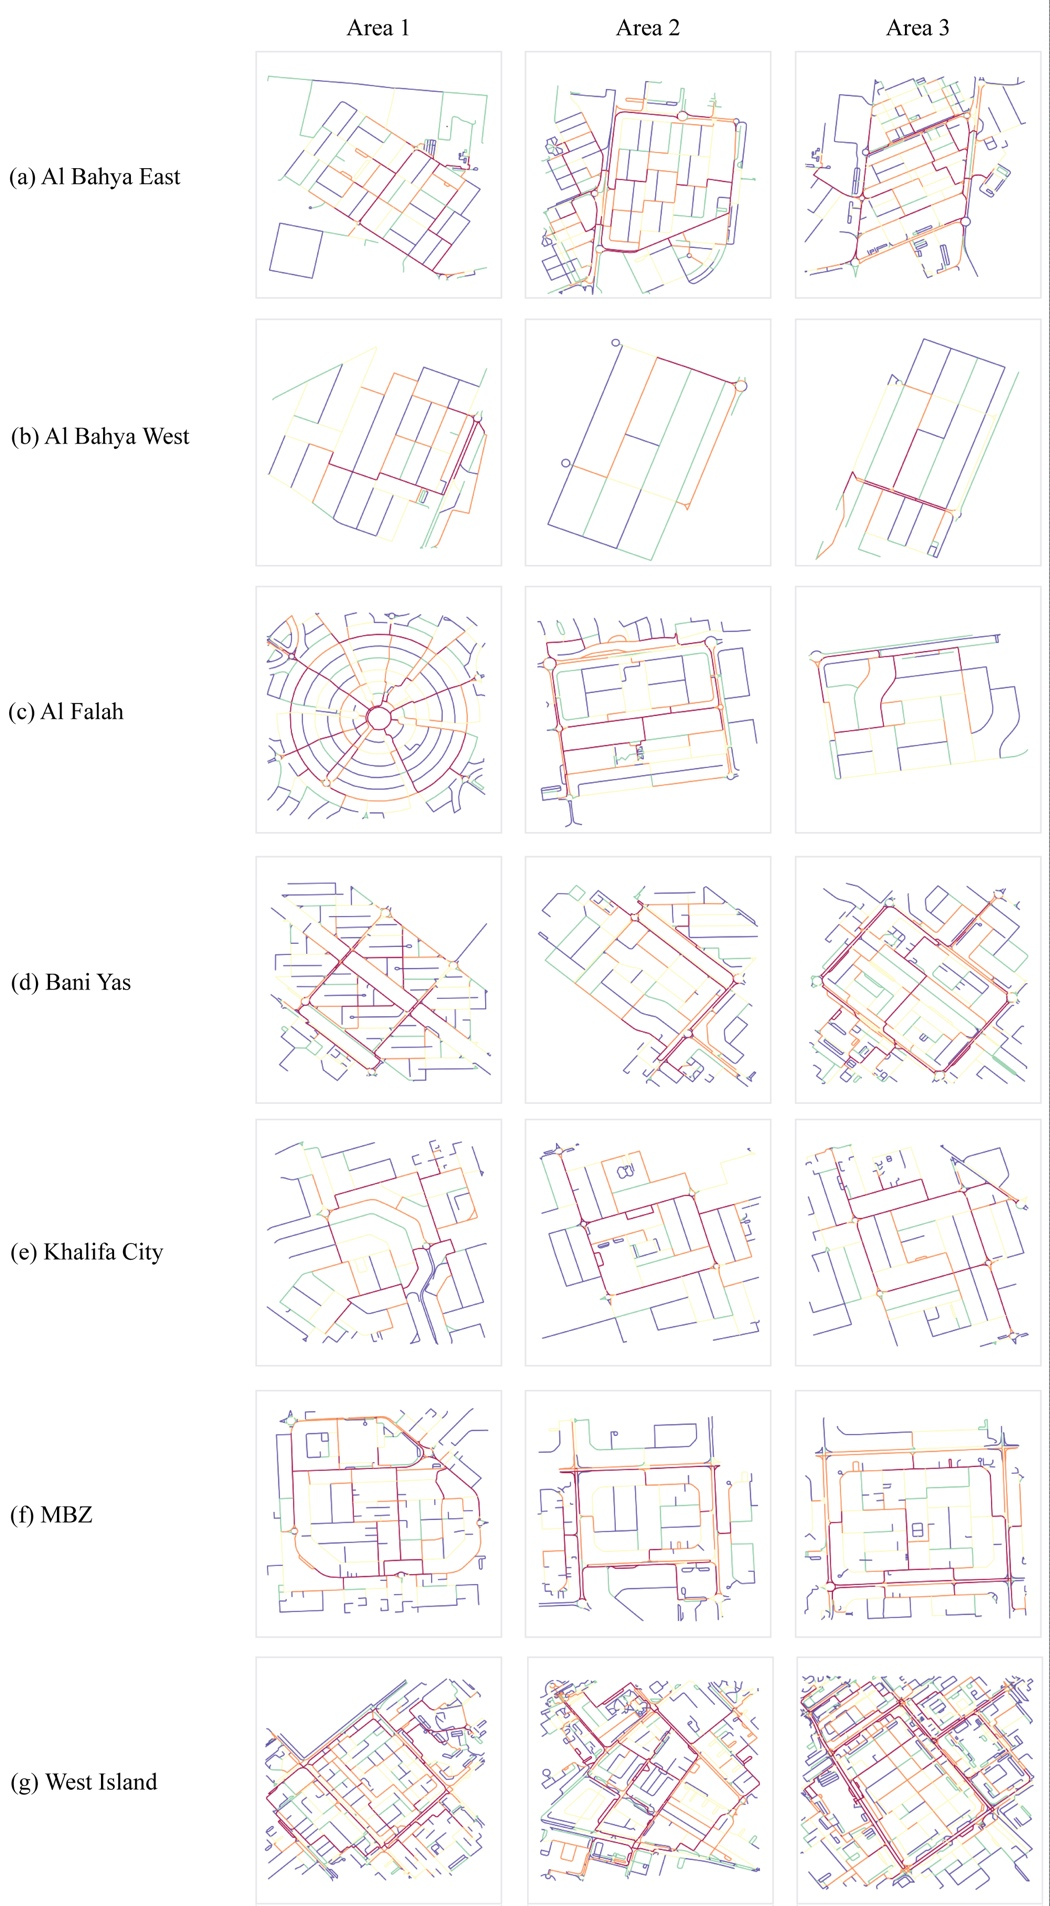 Area 1
Area 2
Area 3
(a) Al Bahya East
(b) Al Bahya West
(c) Al Falah
(d) Bani Yas
(e) Khalifa City
(f) MBZ
(g) West Island